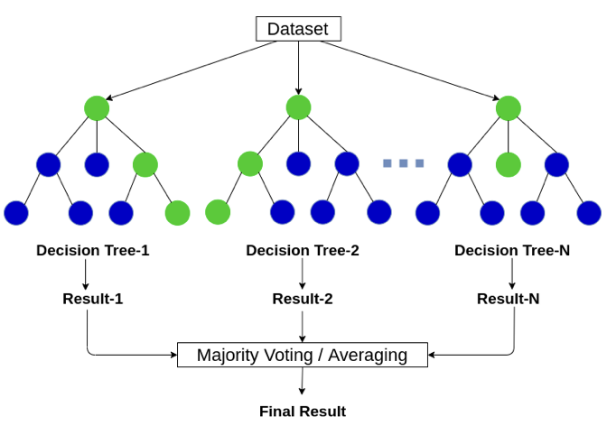 Dataset
Decision Tree-1
Decision Tree-2
Decision Tree-N
Result-1
Result-2
Result-N
Majority Voting / Averaging
Final Result